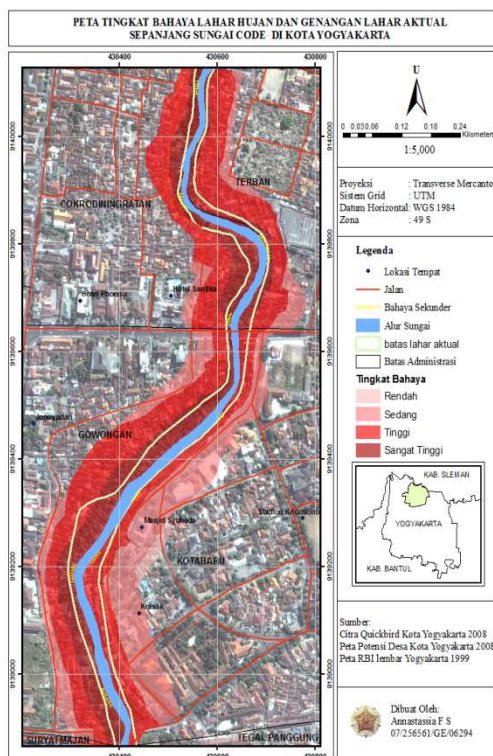 PETA TINGKAT BAHAYA LAHAR HUJAN DAN GENANGAN LAHAR AKTUAL
SEPANJANG SUNGAI CODE DI KOTA YOGYAKARTA
430400 430600 430800
9140000
9139800
9139600
9139400
9139200
9139000
TERBAN
COKRODININGRATAN
Hotel Santika
Hotel Phoenix
Jogoyudan
GOWONGAN
Masjid Syuhada
Stadion Kridosono
KOTABARU
Krasak
SURYATMAJAN
TEGAL PANGGUNG
430400 430600 430800
U
0 0.03 0.06 0.12 0.18 0.24
Kilometers
1:5,000
Proyeksi : Transverse Mercanto
Sistem Grid : UTM
Datum Horizontal: WGS 1984
Zona : 49 S
Legenda
Lokasi Tempat
Jalan
Bahaya Sekunder
Alur Sungai
batas lahar aktual
Batas Administrasi
Tingkat Bahaya
Rendah
Sedang
Tinggi
Sangat Tinggi
KAB. SLEMAN
YOGYAKARTA
KAB. BANTUL
Sumber:
Citra Quickbird Kota Yogyakarta 2008
Peta Potensi Desa Kota Yogyakarta 2008
Peta RBI lembar Yogyakarta 1999
Dibuat Oleh:
Annastassia F S
07/256561/GE/06294